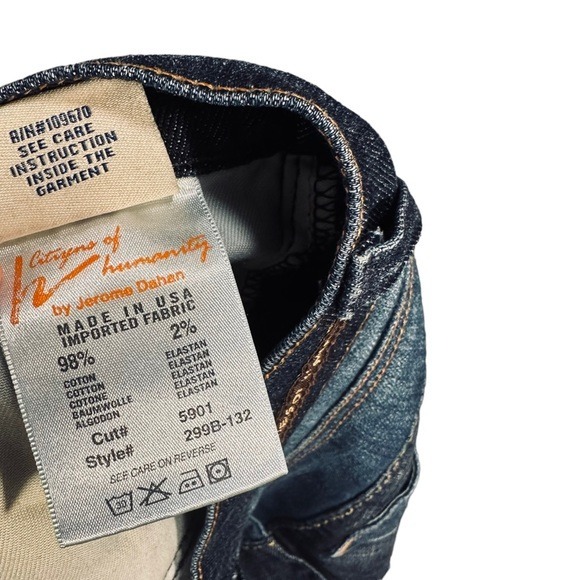 R/N#109670
SEE CARE
INSTRUCTION
INSIDE THE
GARMENT
Citizens of
humanity
by Jerome Dahan
MADE IN USA
IMPORTED FABRIC
98% 2%
COTON ELASTAN
COTTON ELASTAN
COTONE ELASTAN
BAUMWOLLE ELASTAN
ALGODON ELASTAN
Cut# 5901
Style# 299B-132
SEE CARE ON REVERSE
30